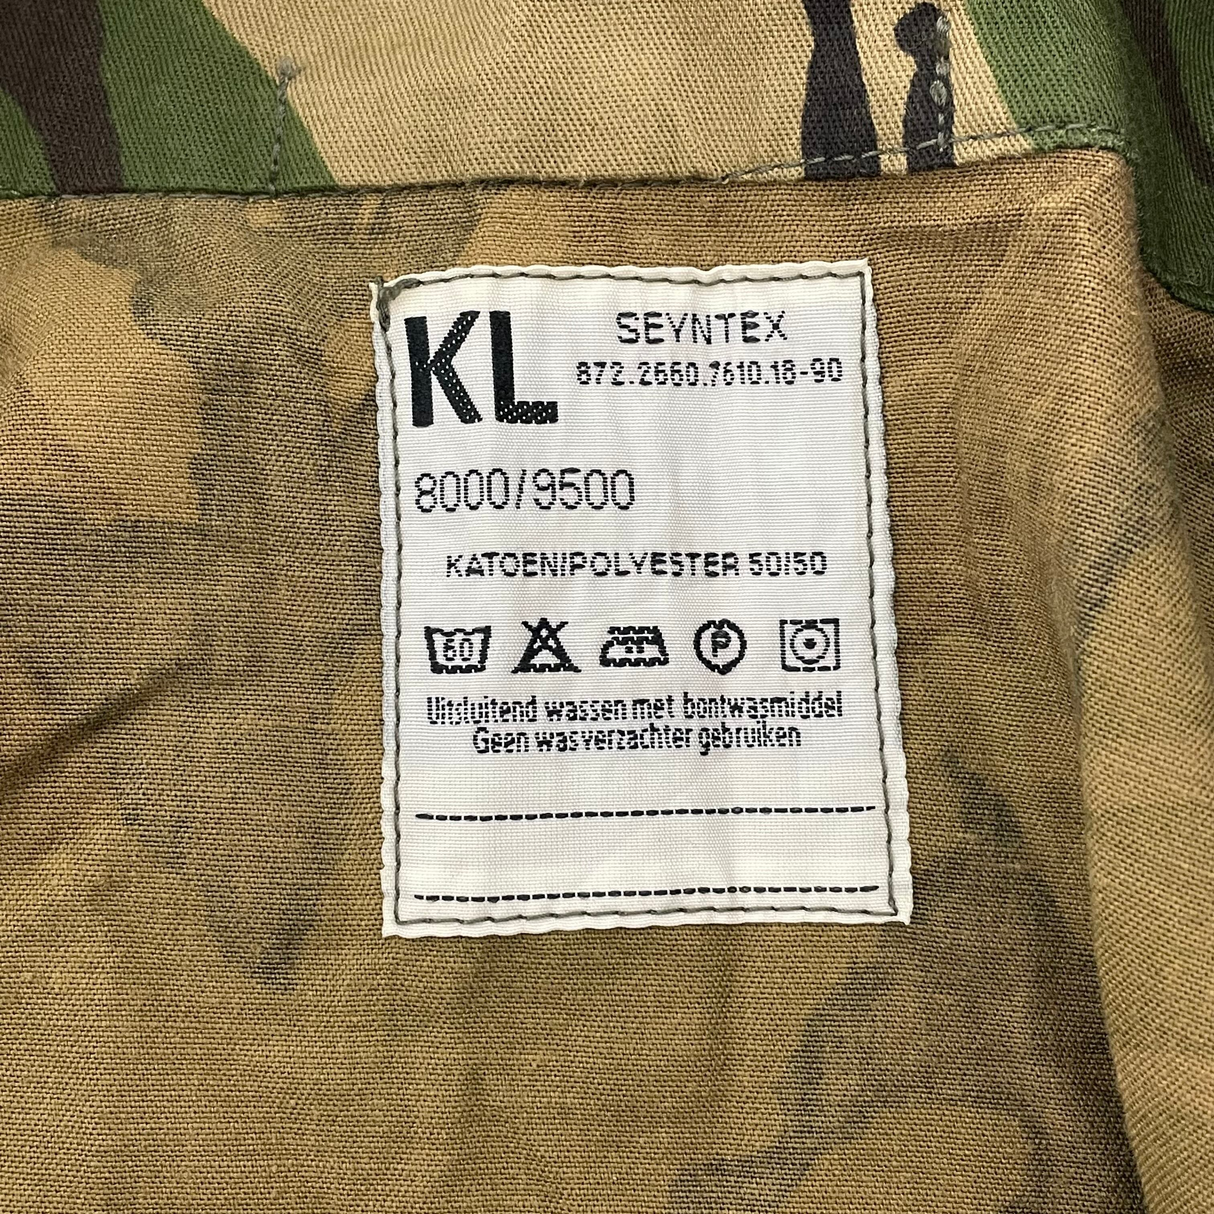 KL
SEYNTEX
872.2660.7610.18-90
8000/9500
KATOEN/POLYESTER 50/50
60
P
Uitsluitend wassen met bontwasmiddel
Geen wasverzachter gebruiken